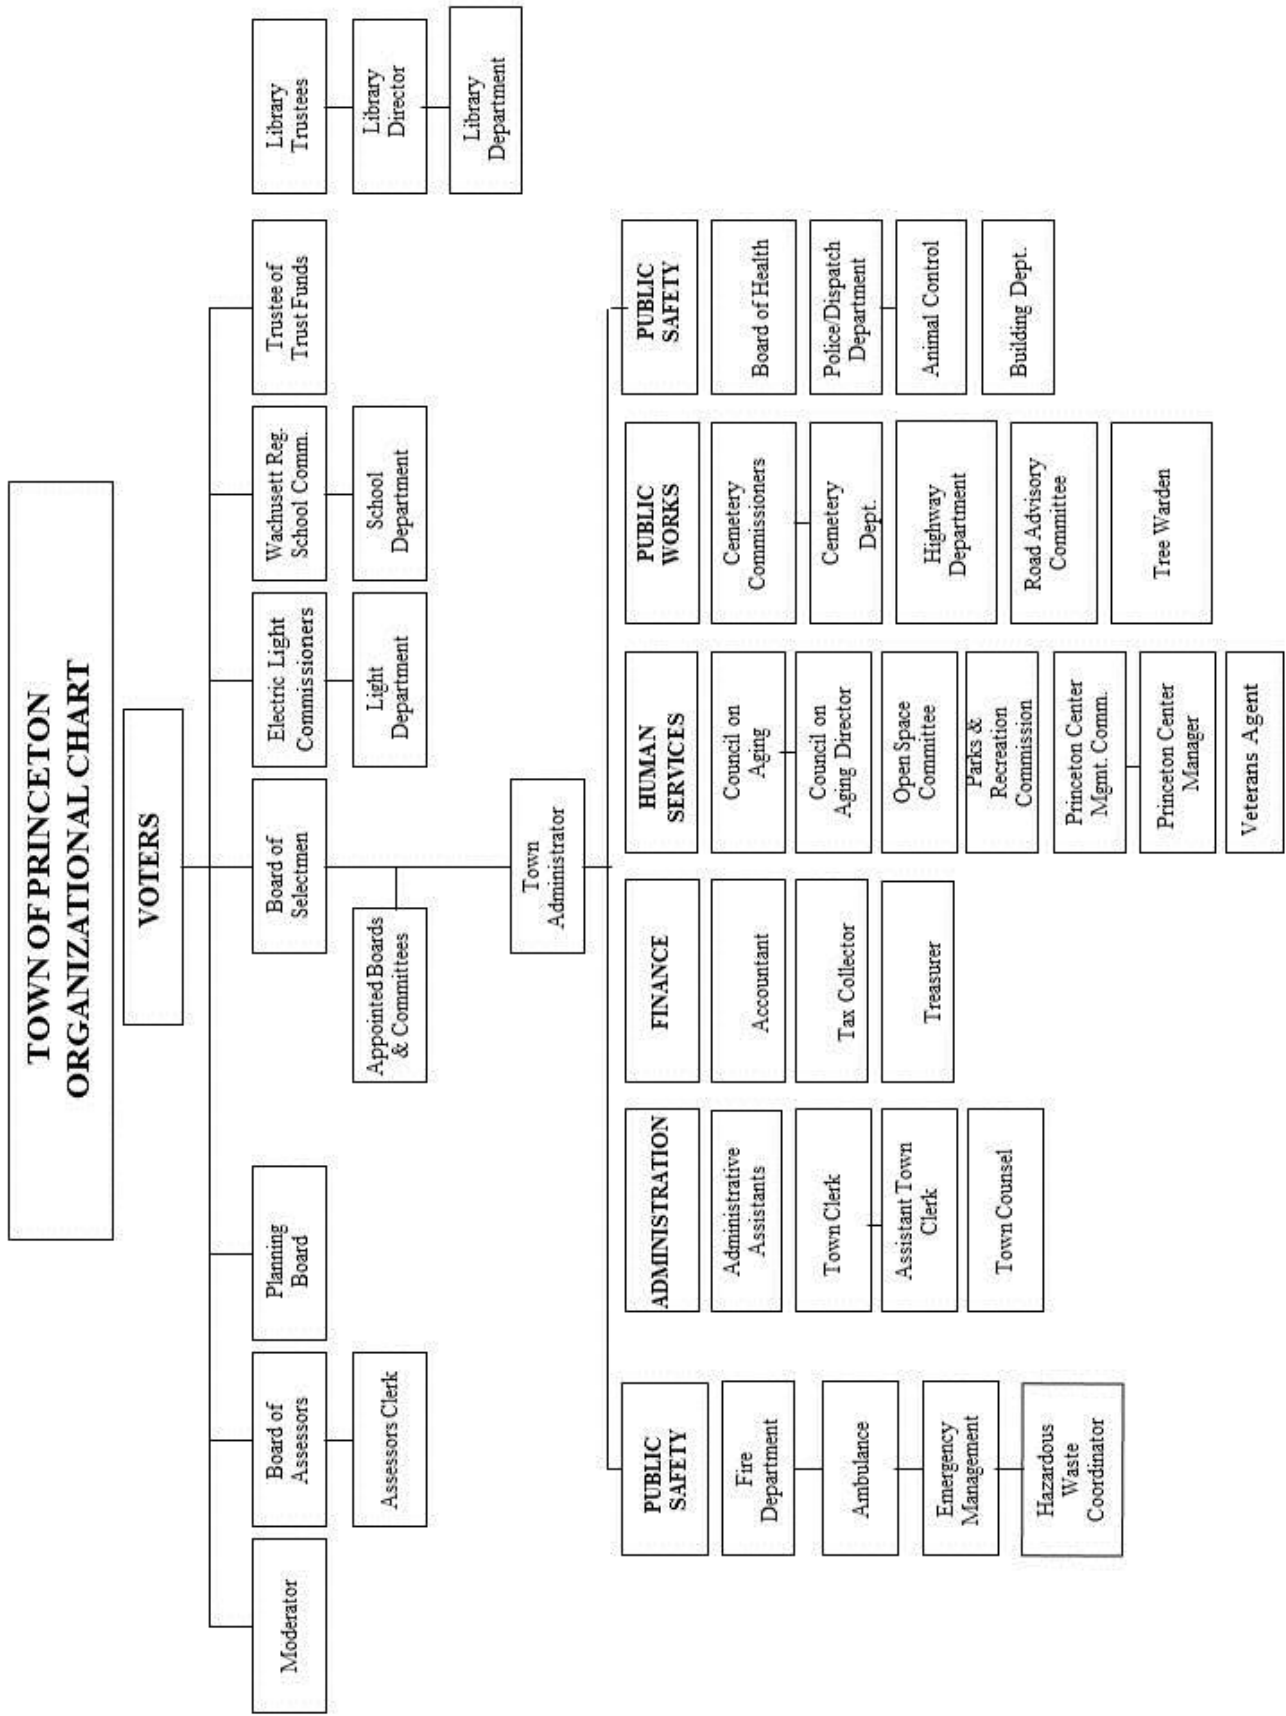 TOWN OF PRINCETON
ORGANIZATIONAL CHART
VOTERS
Moderator
Board of
Assessors
Planning
Board
Board of
Selectmen
Electric Light
Commissioners
Wachusett Reg.
School Comm.
Trustee of
Trust Funds
Library
Trustees
Assessors Clerk
Appointed Boards
& Committees
Light
Department
School
Department
Library
Director
Library
Department
Town
Administrator
PUBLIC
SAFETY
Fire
Department
Ambulance
Emergency
Management
Hazardous
Waste
Coordinator
ADMINISTRATION
Administrative
Assistants
Town Clerk
Assistant Town
Clerk
Town Counsel
FINANCE
Accountant
Tax Collector
Treasurer
HUMAN
SERVICES
Council on
Aging
Council on
Aging Director
Open Space
Committee
Parks &
Recreation
Commission
Princeton Center
Mgmt. Comm.
Princeton Center
Manager
Veterans Agent
PUBLIC
WORKS
Cemetery
Commissioners
Cemetery
Dept.
Highway
Department
Road Advisory
Committee
Tree Warden
PUBLIC
SAFETY
Board of Health
Police/Dispatch
Department
Animal Control
Building Dept.